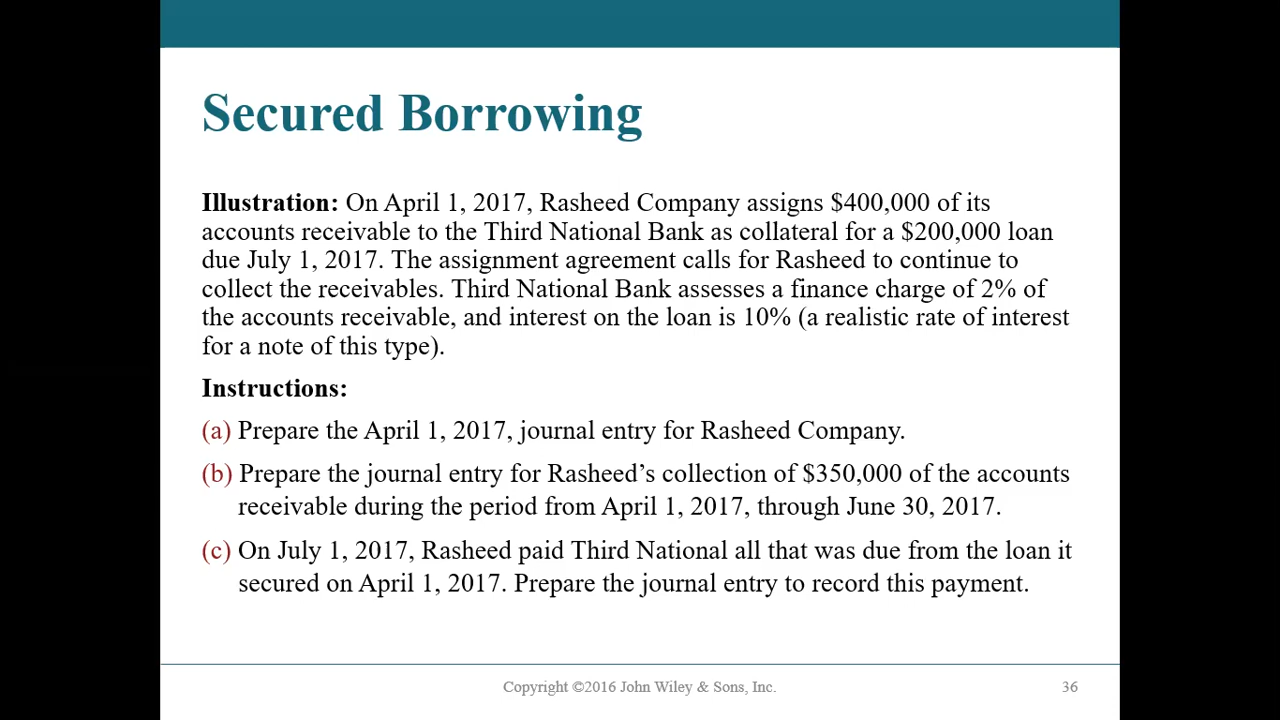 Secured Borrowing
Illustration: On April 1, 2017, Rasheed Company assigns $400,000 of its
accounts receivable to the Third National Bank as collateral for a $200,000 loan
due July 1, 2017. The assignment agreement calls for Rasheed to continue to
collect the receivables. Third National Bank assesses a finance charge of 2% of
the accounts receivable, and interest on the loan is 10% (a realistic rate of interest
for a note of this type).
Instructions:
(a) Prepare the April 1, 2017, journal entry for Rasheed Company.
(b) Prepare the journal entry for Rasheed’s collection of $350,000 of the accounts
receivable during the period from April 1, 2017, through June 30, 2017.
(c) On July 1, 2017, Rasheed paid Third National all that was due from the loan it
secured on April 1, 2017. Prepare the journal entry to record this payment.
Copyright ©2016 John Wiley & Sons, Inc.
36